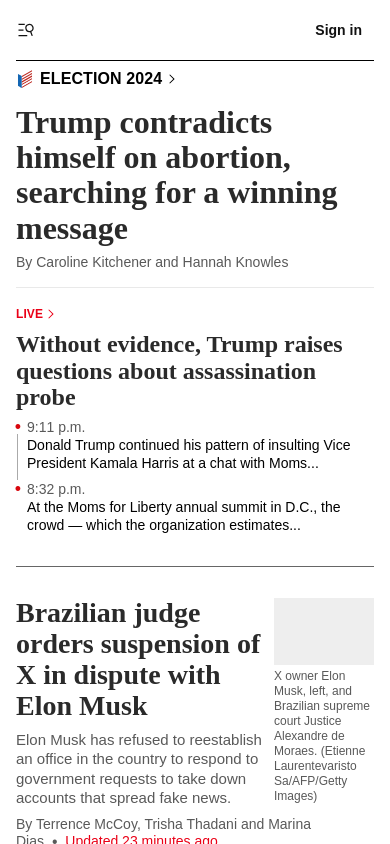 Sign in
ELECTION 2024
Trump contradicts
himself on abortion,
searching for a winning
message
By Caroline Kitchener and Hannah Knowles
LIVE
Without evidence, Trump raises
questions about assassination
probe
9:11 p.m.
Donald Trump continued his pattern of insulting Vice
President Kamala Harris at a chat with Moms...
8:32 p.m.
At the Moms for Liberty annual summit in D.C., the
crowd — which the organization estimates...
Brazilian judge
orders suspension of
X in dispute with
Elon Musk
Elon Musk has refused to reestablish
an office in the country to respond to
government requests to take down
accounts that spread fake news.
By Terrence McCoy, Trisha Thadani and Marina
Dias • Updated 23 minutes ago
X owner Elon
Musk, left, and
Brazilian supreme
court Justice
Alexandre de
Moraes. (Etienne
Laurentevaristo
Sa/AFP/Getty
Images)